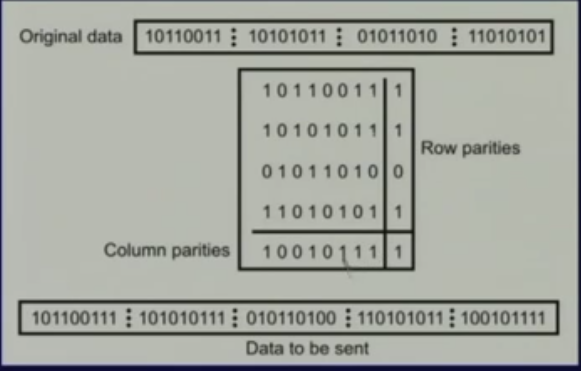 Original data 10110011 ⋮ 10101011 ⋮ 01011010 ⋮ 11010101
10110011 1
10101011 1
Row parities
01011010 0
11010101 1
Column parities 10010111 1
101100111 ⋮ 101010111 ⋮ 010110100 ⋮ 110101011 ⋮ 100101111
Data to be sent